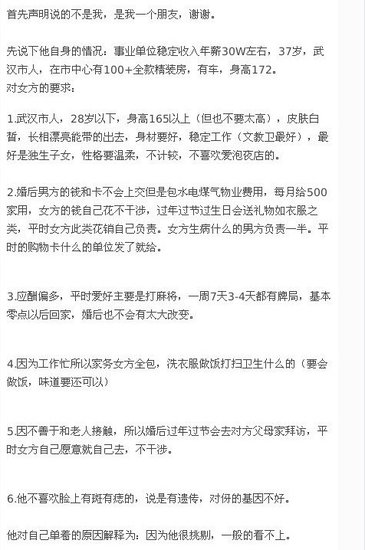 首先声明说的不是我，是我一个朋友，谢谢。
先说下他自身的情况：事业单位稳定收入年薪30W左右，37岁，武
汉市人，在市中心有100+全款精装房，有车，身高172。
对女方的要求：
1.武汉市人，28岁以下，身高165以上（但也不要太高），皮肤白
皙，长相漂亮能带的出去，身材要好，稳定工作（文教卫最好），最
好是独生子女，性格要温柔，不计较，不喜欢爱泡夜店的。
2.婚后男方的钱和卡不会上交但是包水电煤气物业费用，每月给500
家用，女方的钱自己花不干涉，过年过节过生日会送礼物如衣服之
类，平时女方此类花销自己负责。女方生病什么的男方负责一半。平
时的购物卡什么的单位发了就给。
3.应酬偏多，平时爱好主要是打麻将，一周7天3-4天都有牌局，基本
零点以后回家，婚后也不会有太大改变。
4.因为工作忙所以家务女方全包，洗衣服做饭打扫卫生什么的（要会
做饭，味道要还可以）
5.因不善于和老人接触，所以婚后过年过节会去对方父母家拜访，平
时女方自己愿意就自己去，不干涉。
6.他不喜欢脸上有斑有痣的，说是有遗传，对伢的基因不好。
他对自己单着的原因解释为：因为他很挑剔，一般的看不上。